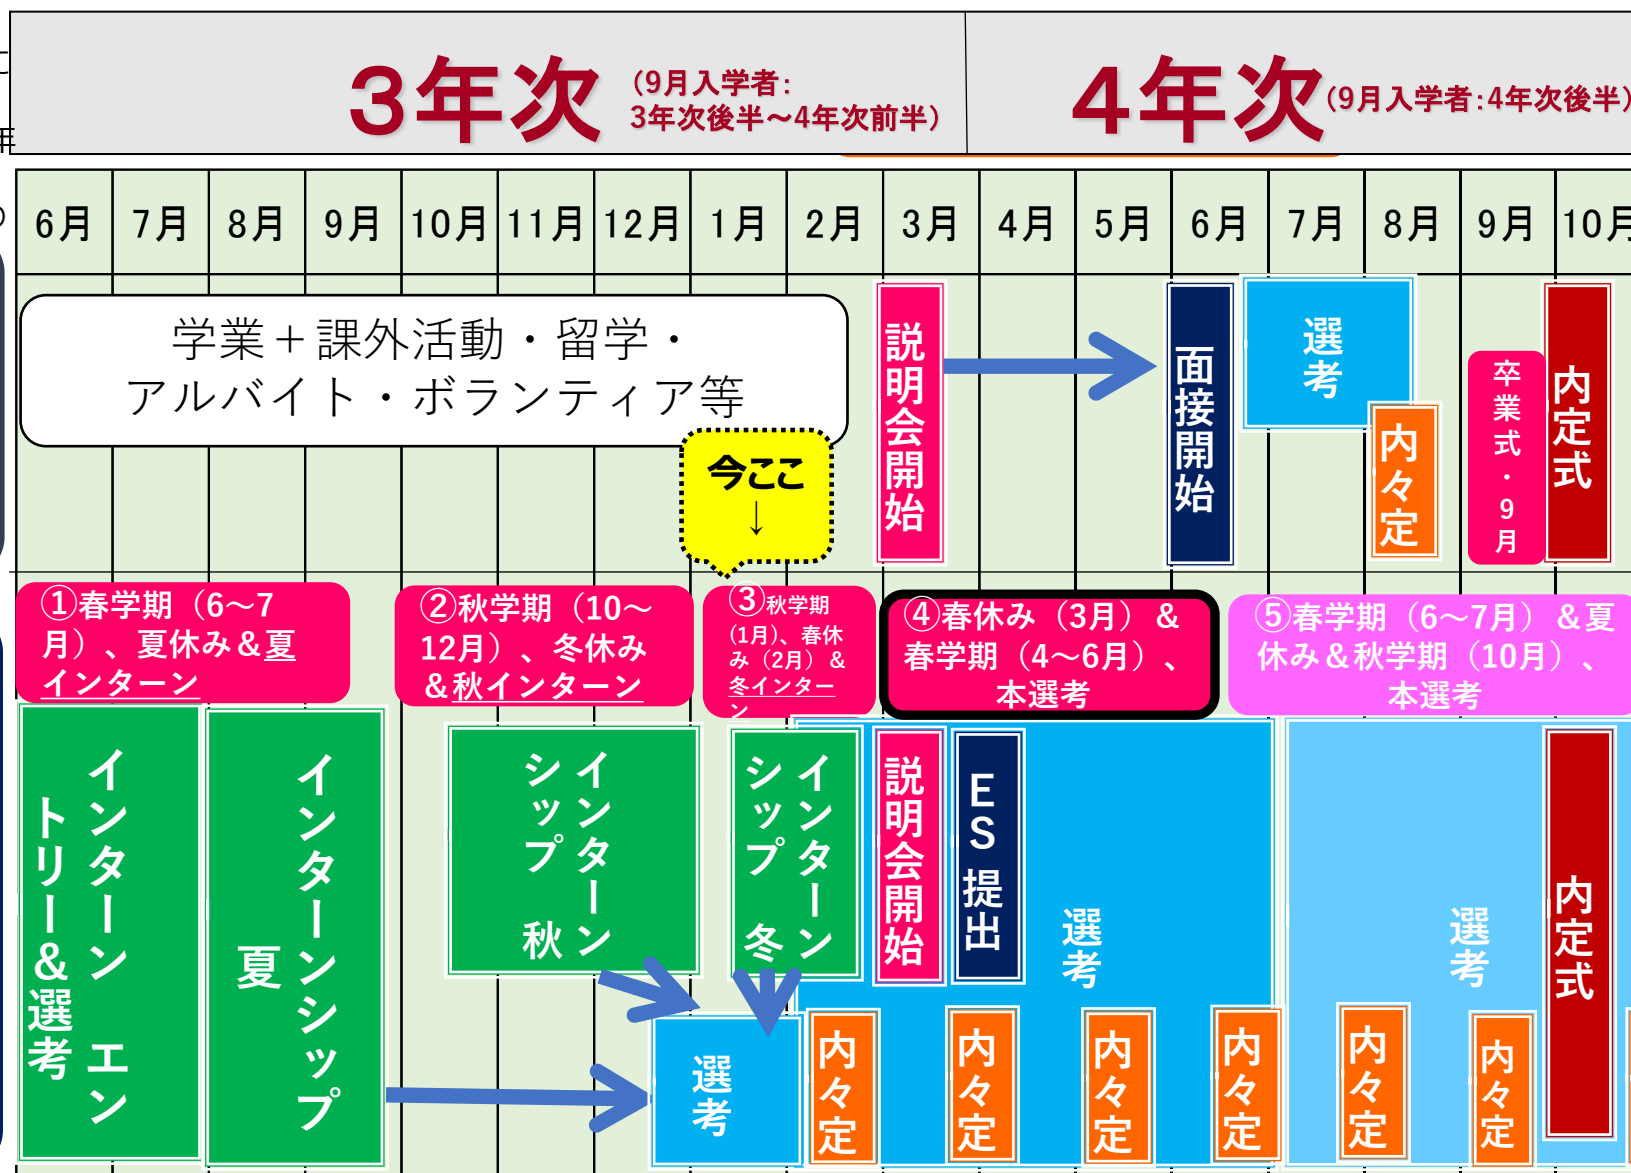 3年次
(9月入学者:
3年次後半～4年次前半)
4年次
(9月入学者:4年次後半)
年
6月
7月
8月
9月
10月
11月
12月
1月
2月
3月
4月
5月
6月
7月
8月
9月
10月
学業＋課外活動・留学・
アルバイト・ボランティア等
今ここ
↓
説明会開始
面接開始
選考
内々定
卒業式・9月
内定式
①春学期（6～7
月）、夏休み＆夏
インターン
②秋学期（10～
12月）、冬休み
＆秋インターン
③秋学期
(1月)、春休
み（2月）＆
冬インター
ン
④春休み（3月）＆
春学期（4～6月）、
本選考
⑤春学期（6～7月）＆夏
休み＆秋学期（10月）、
本選考
インターン　エン
トリー＆選考
インターンシップ
夏
インターン
シップ　秋
インターン
シップ　冬
説明会開始
ES提出
選考
選考
内定式
選考
内々定
内々定
内々定
内々定
内々定
内々定